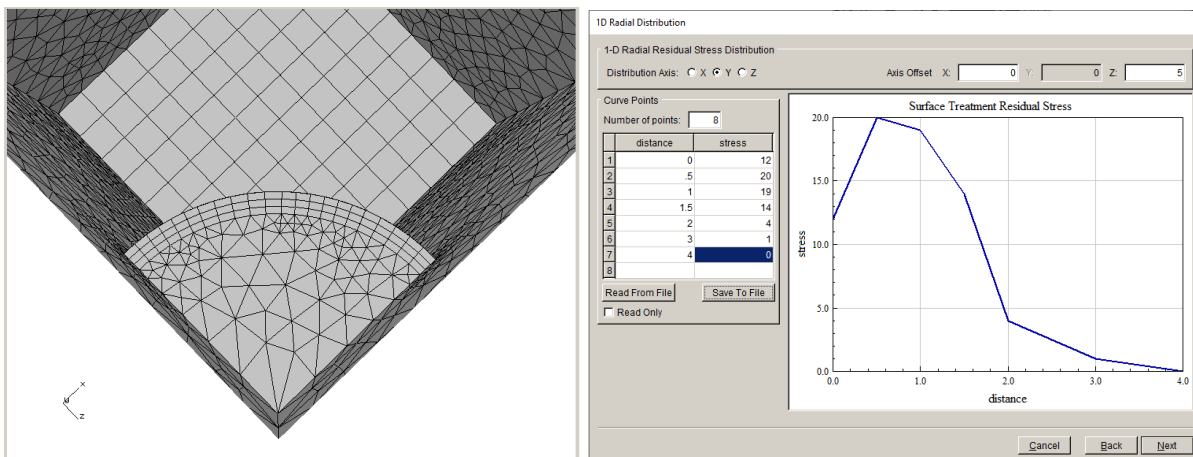 x
y
z
1D Radial Distribution
1-D Radial Residual Stress Distribution
Distribution Axis: X Y Z Axis Offset X: 0 Y: 0 Z: 5
Curve Points
Number of points: 8
distance stress
1 0 12
2 .5 20
3 1 19
4 1.5 14
5 2 4
6 3 1
7 4 0
8
Read From File Save To File
Read Only
Surface Treatment Residual Stress
20.0
15.0
10.0
5.0
0.0
stress
0.0 1.0 2.0 3.0 4.0
distance
Cancel Back Next